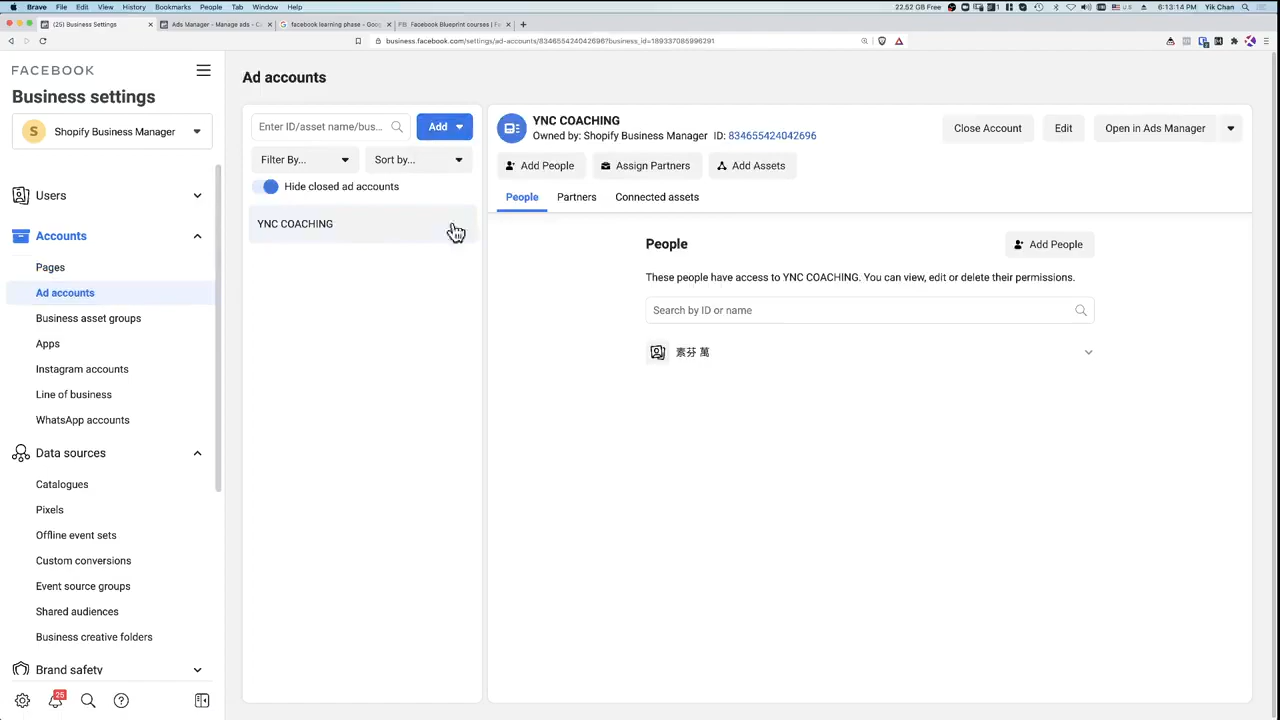 Brave File Edit View History Bookmarks People Tab Window Help 22.52 GB Free 6:13:14 PM Yik Chan
(25) Business Settings
Ads Manager - Manage ads - C
facebook learning phase - Goo
Facebook Blueprint courses | F
business.facebook.com/settings/ad-accounts/834655424042696?business_id=1893370859962​91
FACEBOOK
Business settings
S Shopify Business Manager
Users
Accounts
Pages
Ad accounts
Business asset groups
Apps
Instagram accounts
Line of business
WhatsApp accounts
Data sources
Catalogues
Pixels
Offline event sets
Custom conversions
Event source groups
Shared audiences
Business creative folders
Brand safety
25
Ad accounts
Enter ID/asset name/bus...
Add
Filter By...
Sort by...
Hide closed ad accounts
YNC COACHING
YNC COACHING
Owned by: Shopify Business Manager ID: 834655424042696
Close Account
Edit
Open in Ads Manager
Add People
Assign Partners
Add Assets
People
Partners
Connected assets
People
Add People
These people have access to YNC COACHING. You can view, edit or delete their permissions.
Search by ID or name
素芬 萬